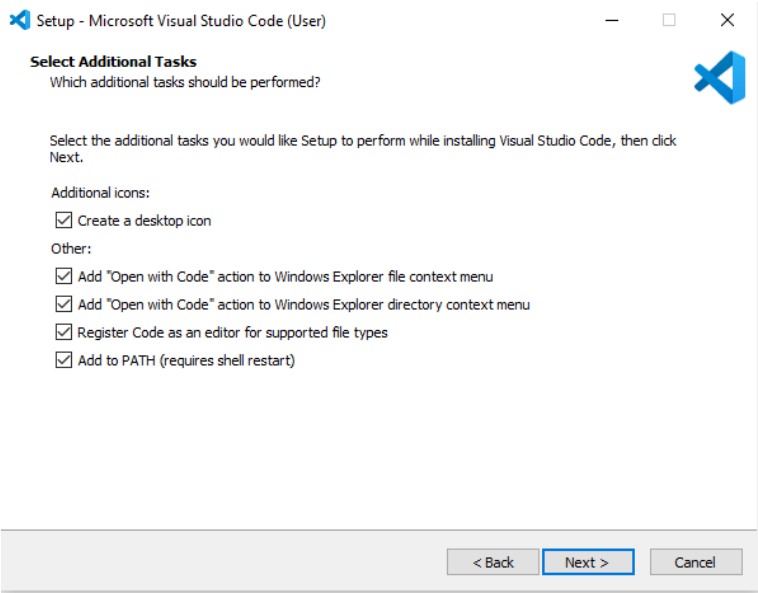 Setup - Microsoft Visual Studio Code (User)
Select Additional Tasks
Which additional tasks should be performed?
Select the additional tasks you would like Setup to perform while installing Visual Studio Code, then click
Next.
Additional icons:
Create a desktop icon
Other:
Add "Open with Code" action to Windows Explorer file context menu
Add "Open with Code" action to Windows Explorer directory context menu
Register Code as an editor for supported file types
Add to PATH (requires shell restart)
< Back Next > Cancel